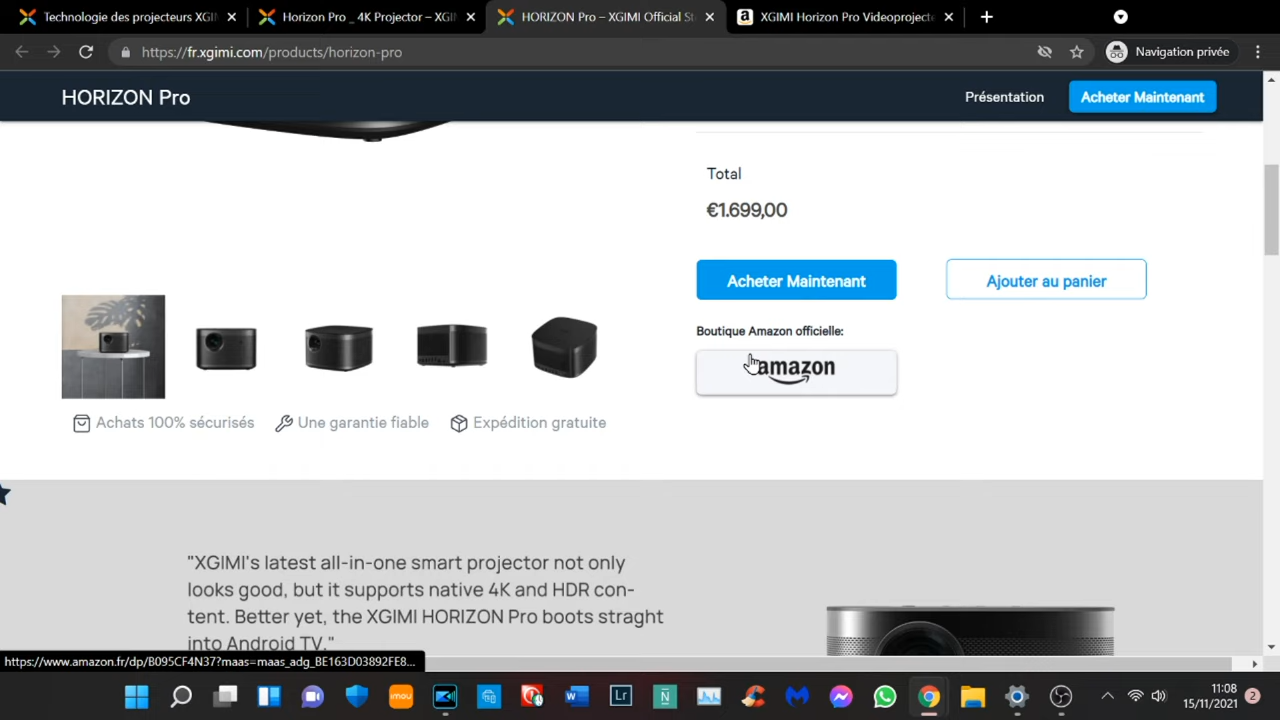 Technologie des projecteurs XGI
Horizon Pro _ 4K Projector – XGI
HORIZON Pro – XGIMI Official St
XGIMI Horizon Pro Videoprojecte
https://fr.xgimi.com/products/horizon-pro
Navigation privée
HORIZON Pro
Présentation
Acheter Maintenant
Total
€1.699,00
Acheter Maintenant
Ajouter au panier
Boutique Amazon officielle:
amazon
Achats 100% sécurisés
Une garantie fiable
Expédition gratuite
"XGIMI's latest all-in-one smart projector not only
looks good, but it supports native 4K and HDR con-
tent. Better yet, the XGIMI HORIZON Pro boots straght
into Android TV."
https://www.amazon.fr/dp/B095CF4N37?maas=maas_adg_BE163D03892FE8...
imou
Lr
11:08
15/11/2021
2